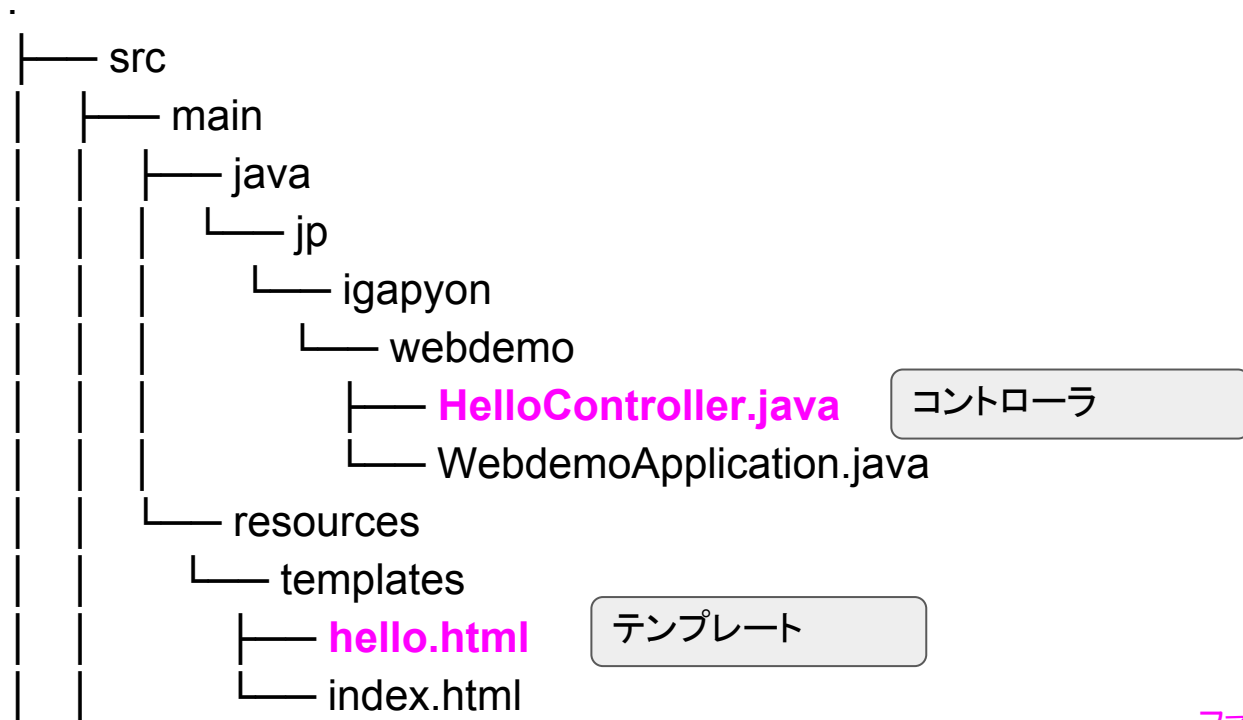 .
├── src
│ ├── main
│ │ ├── java
│ │ │ └── jp
│ │ │ └── igapyon
│ │ │ └── webdemo
│ │ │ ├── HelloController.java コントローラ
│ │ │ └── WebdemoApplication.java
│ │ └── resources
│ │ └── templates
│ │ ├── hello.html テンプレート
│ │ └── index.html